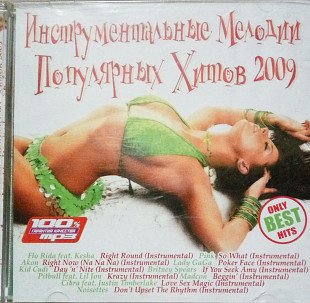 Инструментальные Мелодии
Популярных Хитов 2009
Flo Rida feat. Kesha Right Round (Instrumental) Pink So What (Instrumental)
Akon Right Now (Na Na Na) (Instrumental) Lady GaGa Poker Face (Instrumental)
Kid Cudi Day 'n' Nite (Instrumental) Britney Spears If You Seek Amy (Instrumental)
Pitbull feat. Lil Jon Krazy (Instrumental) Madcon Beggin' (Instrumental)
Ciara feat. Justin Timberlake Love Sex Magic (Instrumental)
Noisettes Don't Upset The Rhythm (Instrumental)
100%
ГАРАНТИЯ КАЧЕСТВА
mp3
ONLY
BEST
HITS